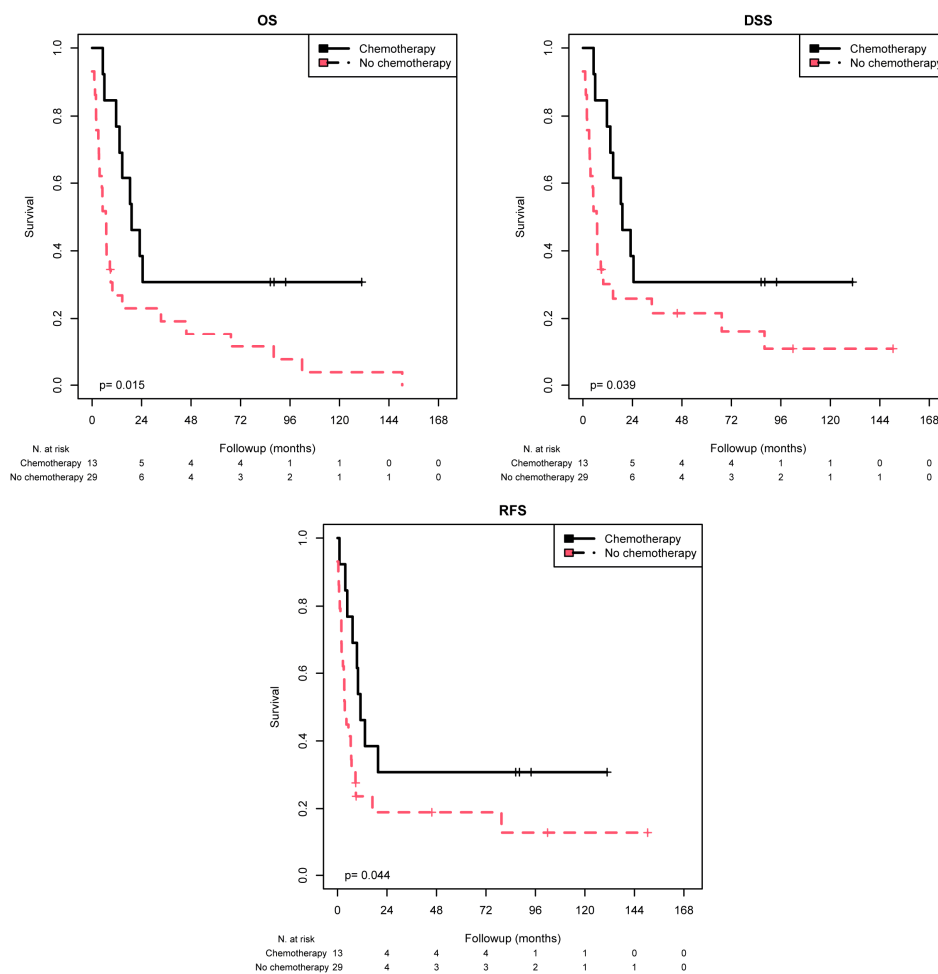 OS
Chemotherapy
No chemotherapy
1.0
0.8
0.6
0.4
0.2
0.0
Survival
p= 0.015
0 24 48 72 96 120 144 168
Followup (months)
N. at risk
Chemotherapy 13 5 4 4 1 1 0 0
No chemotherapy 29 6 4 3 2 1 1 0
DSS
Chemotherapy
No chemotherapy
1.0
0.8
0.6
0.4
0.2
0.0
Survival
p= 0.039
0 24 48 72 96 120 144 168
Followup (months)
N. at risk
Chemotherapy 13 5 4 4 1 1 0 0
No chemotherapy 29 6 4 3 2 1 1 0
RFS
Chemotherapy
No chemotherapy
1.0
0.8
0.6
0.4
0.2
0.0
Survival
p= 0.044
0 24 48 72 96 120 144 168
Followup (months)
N. at risk
Chemotherapy 13 4 4 4 1 1 0 0
No chemotherapy 29 4 3 3 2 1 1 0